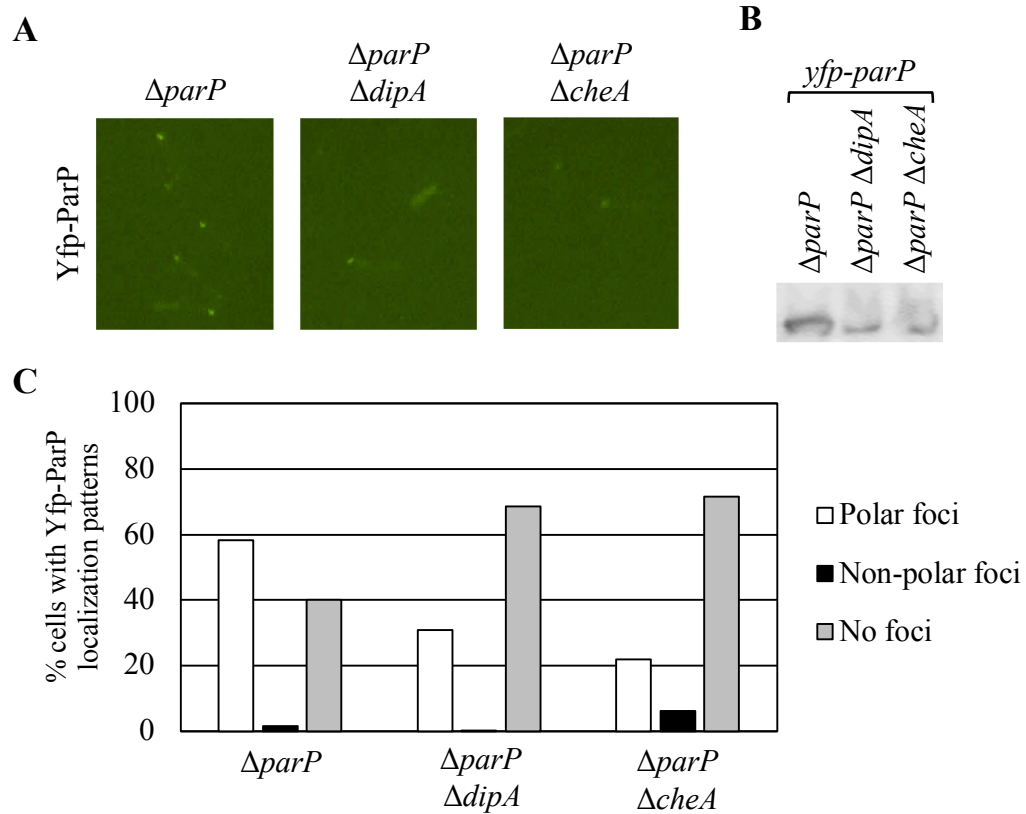 A
ΔparP
ΔparP
ΔdipA
ΔparP
ΔcheA
Yfp-ParP
B
yfp-parP
ΔparP
ΔparP ΔdipA
ΔparP ΔcheA
C
% cells with Yfp-ParP
localization patterns
100
80
60
40
20
0
ΔparP
ΔparP
ΔdipA
ΔparP
ΔcheA
Polar foci
Non-polar foci
No foci